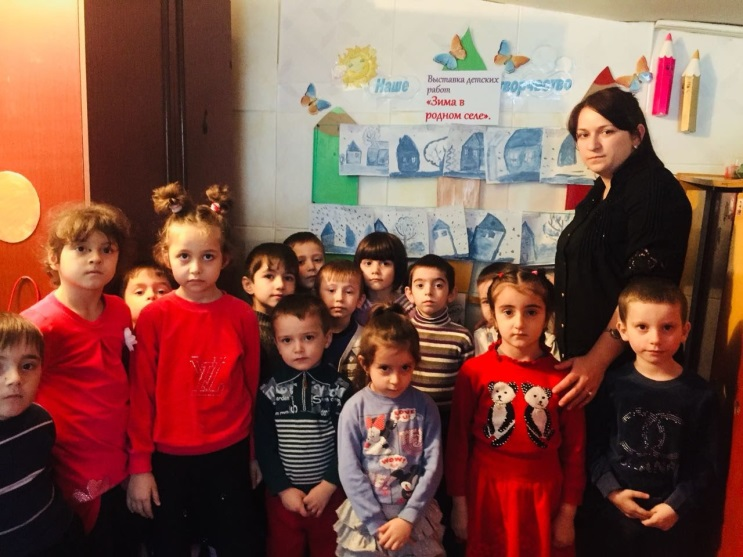 Выставка детских
работ
Наше творчество
«Зима в
родном селе».